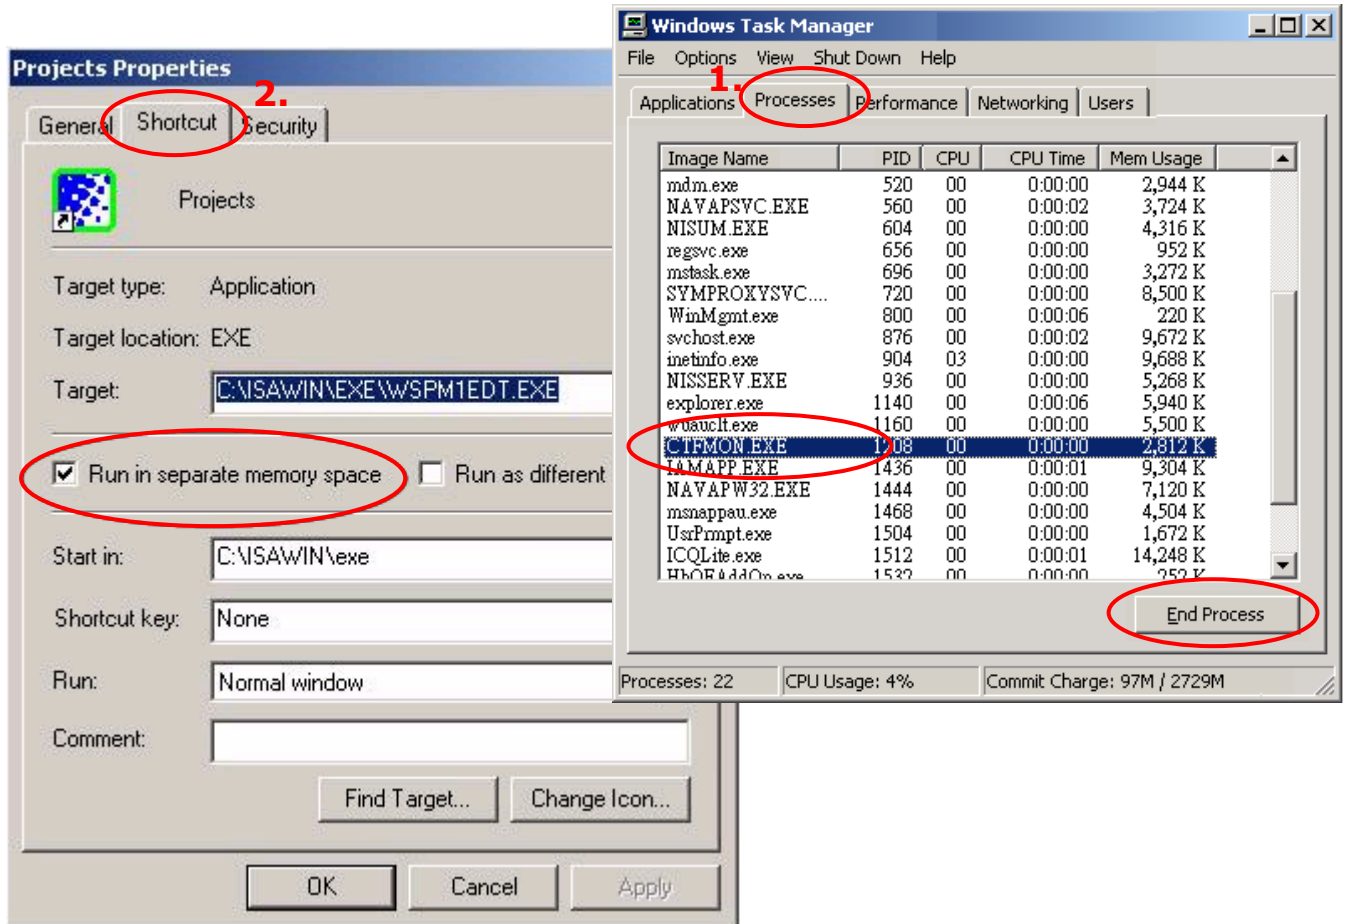 Projects Properties
2.
General Shortcut Security
Projects
Target type: Application
Target location: EXE
Target: C:\ISAWIN\EXE\WSPM1EDT.EXE
Run in separate memory space Run as different
Start in: C:\ISAWIN\exe
Shortcut key: None
Run: Normal window
Comment:
Find Target... Change Icon...
OK Cancel Apply
Windows Task Manager
File Options View Shut Down Help
1.
Applications Processes Performance Networking Users
Image Name PID CPU CPU Time Mem Usage
mdm.exe 520 00 0:00:00 2,944 K
NAVAPSVC.EXE 560 00 0:00:02 3,724 K
NISUM.EXE 604 00 0:00:00 4,316 K
regsvc.exe 656 00 0:00:00 952 K
mstask.exe 696 00 0:00:00 3,272 K
SYMPROXYSVC.... 720 00 0:00:00 8,500 K
WinMgmt.exe 800 00 0:00:06 220 K
svchost.exe 876 00 0:00:02 9,672 K
inetinfo.exe 904 03 0:00:00 9,688 K
NISSERV.EXE 936 00 0:00:00 5,268 K
explorer.exe 1140 00 0:00:06 5,940 K
wuauclt.exe 1160 00 0:00:00 5,500 K
CTFMON.EXE 1208 00 0:00:00 2,812 K
IAMAPP.EXE 1436 00 0:00:01 9,304 K
NAVAPW32.EXE 1444 00 0:00:00 7,120 K
msnappau.exe 1468 00 0:00:00 4,504 K
UsrPrmpt.exe 1504 00 0:00:00 1,672 K
ICQLite.exe 1512 00 0:00:01 14,248 K
1532 00 0:00:00 252 K
End Process
Processes: 22 CPU Usage: 4% Commit Charge: 97M / 2729M